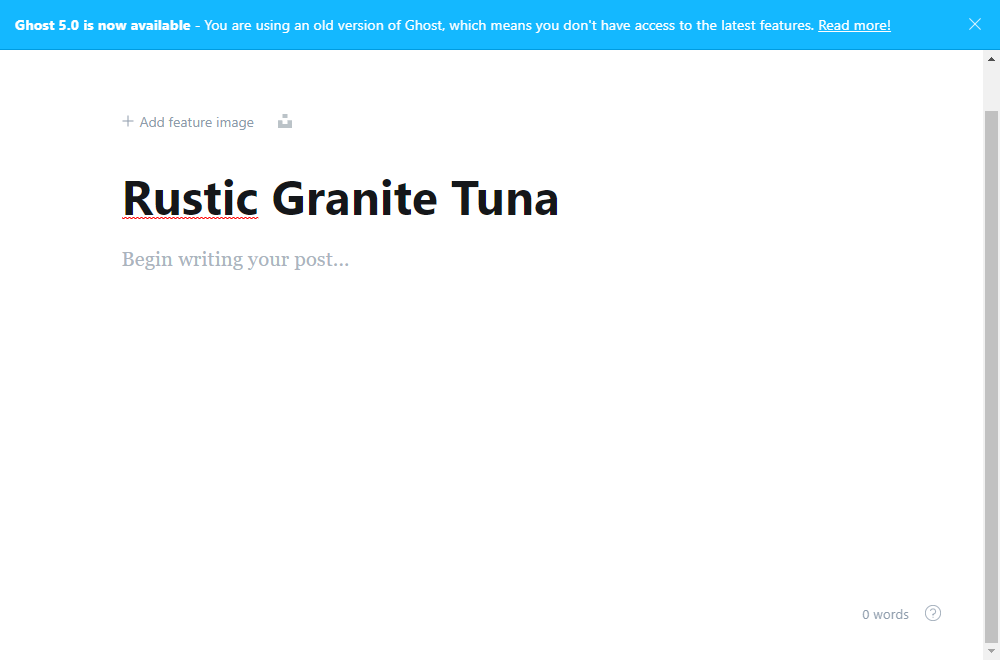 Ghost 5.0 is now available - You are using an old version of Ghost, which means you don't have access to the latest features. Read more!
Add feature image
Rustic Granite Tuna
Begin writing your post...
0 words